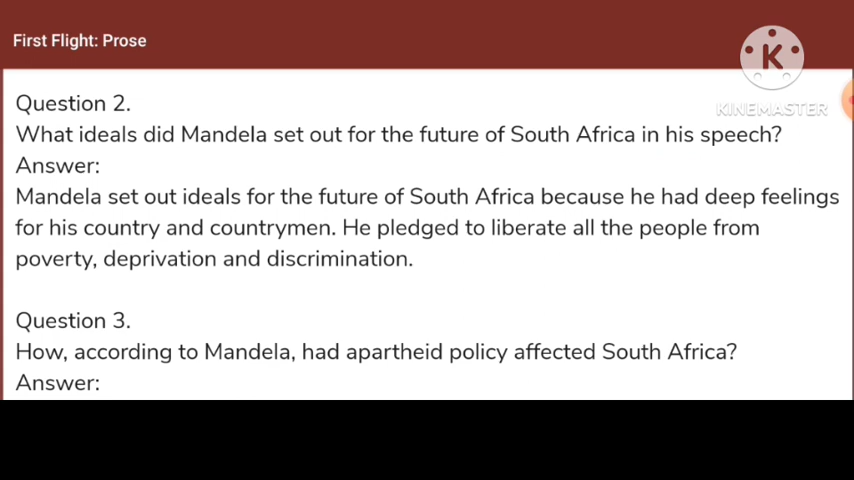 First Flight: Prose
K
KINEMASTER
Question 2.
What ideals did Mandela set out for the future of South Africa in his speech?
Answer:
Mandela set out ideals for the future of South Africa because he had deep feelings
for his country and countrymen. He pledged to liberate all the people from
poverty, deprivation and discrimination.
Question 3.
How, according to Mandela, had apartheid policy affected South Africa?
Answer: